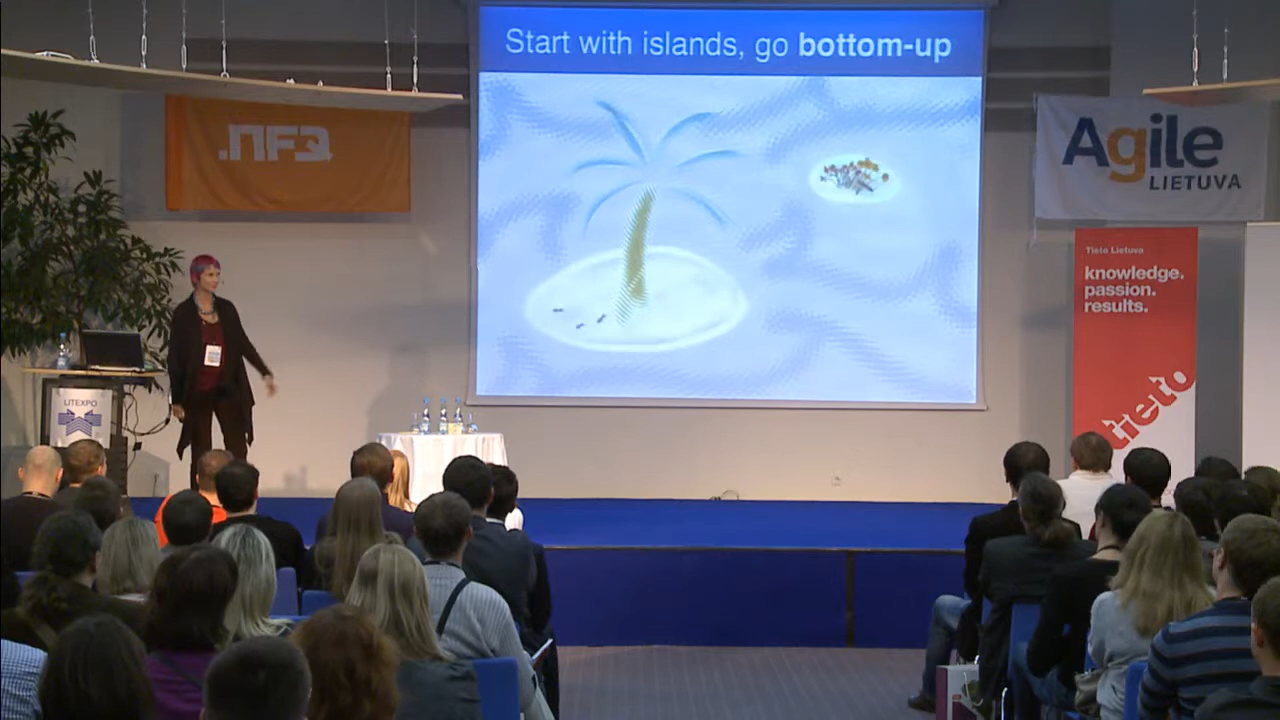 Start with islands, go bottom-up
.NFQ
Agile
LIETUVA
Tieto Lietuva
knowledge.
passion.
results.
tieto
LITEXPO